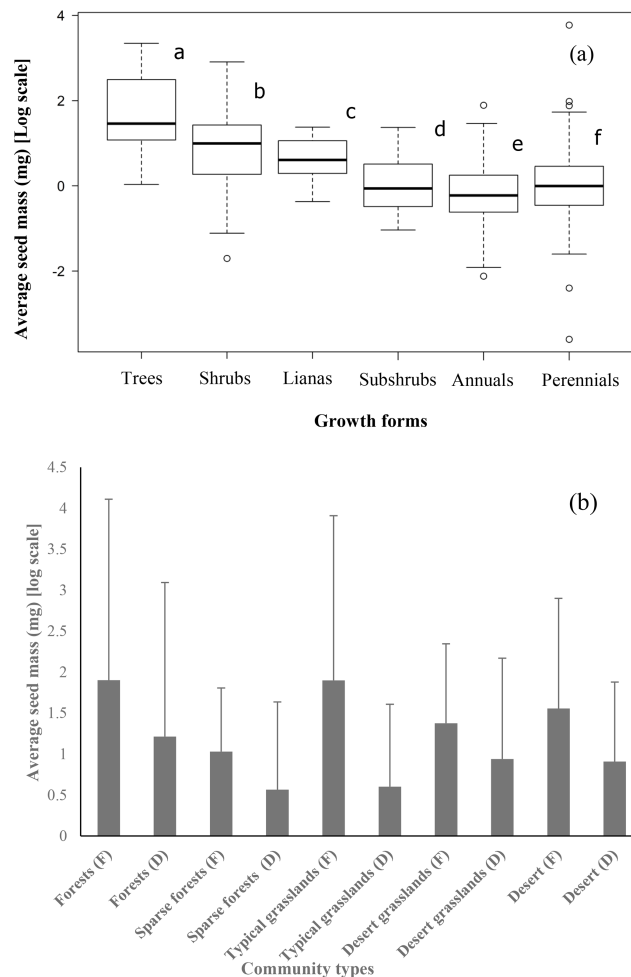 Average seed mass (mg) [Log scale]
4
2
0
-2
a
b
c
d
e
f
(a)
Trees
Shrubs
Lianas
Subshrubs
Annuals
Perennials
Growth forms
Average seed mass (mg) [log scale]
4.5
4
3.5
3
2.5
2
1.5
1
0.5
0
(b)
Forests (F)
Forests (D)
Sparse forests (F)
Sparse forests (D)
Typical grasslands (F)
Typical grasslands (D)
Desert grasslands (F)
Desert grasslands (D)
Desert (F)
Desert (D)
Community types